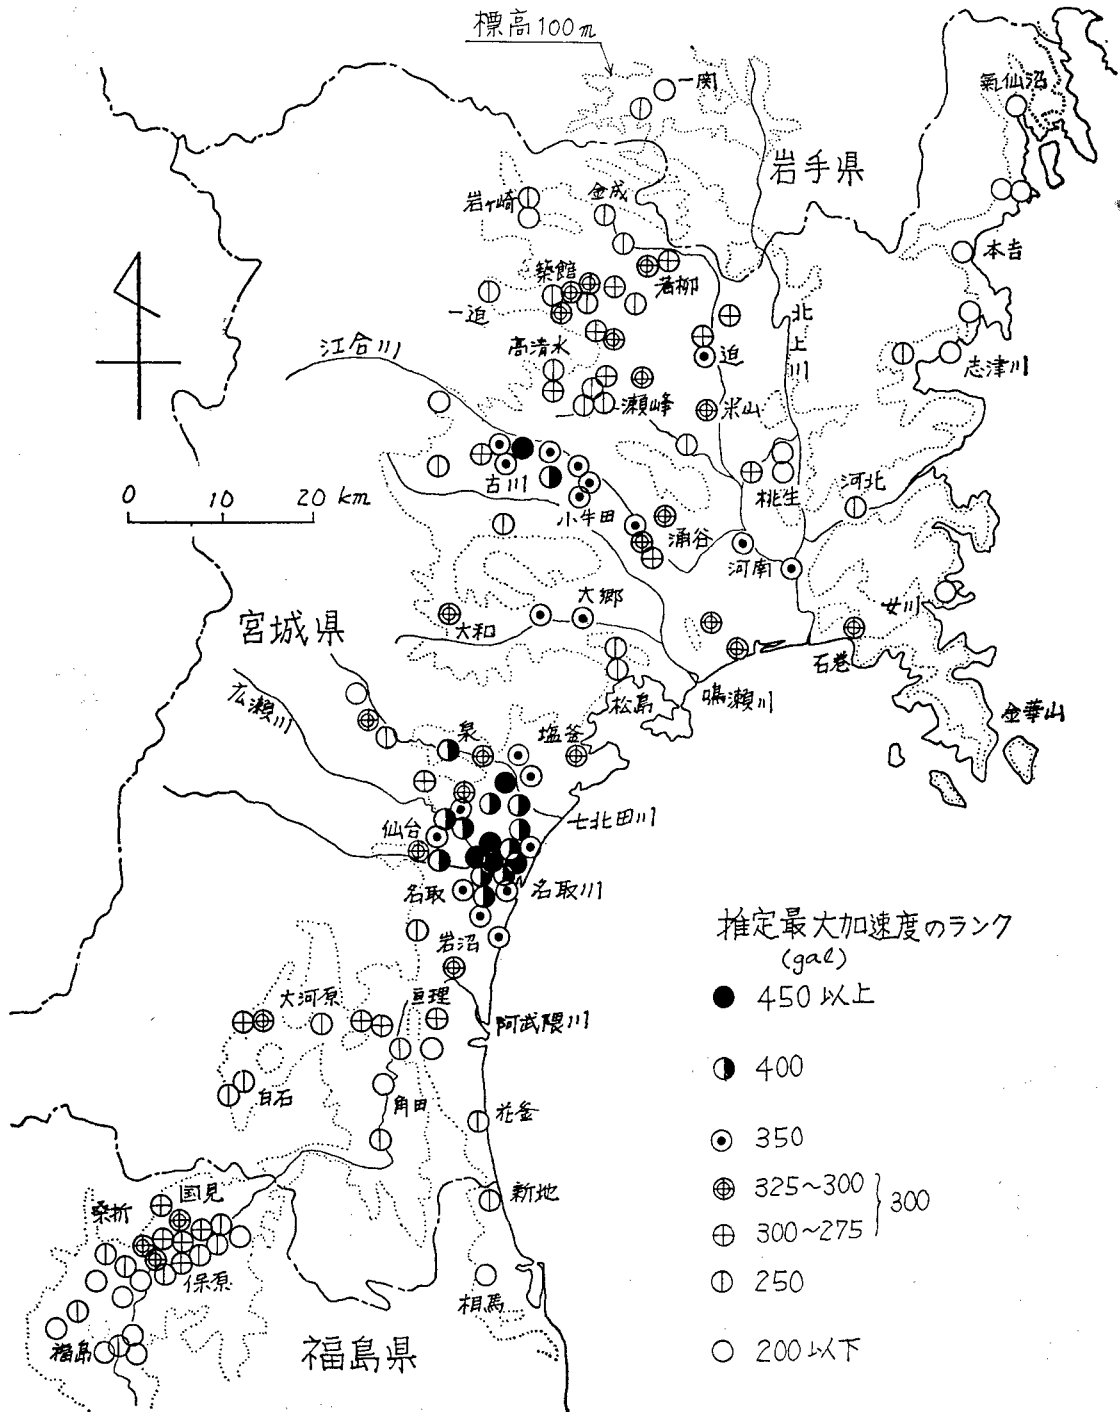 標高100m
一関
氣仙沼
岩手県
岩ヶ崎
金成
本吉
築館
若柳
一迫
北上川
江合川
高清水
迫
志津川
瀬峰
米山
古川
桃生
河北
0 10 20 km
小牛田
涌谷
河南
女川
大郷
大和
宮城県
石巻
広瀬川
松島
鳴瀬川
金華山
泉
塩釜
七北田川
仙台
名取
名取川
岩沼
推定最大加速度のランク
(gal)
450以上
400
350
325~300
300~275
300
250
200以下
大河原
亘理
阿武隈川
白石
角田
花釜
国見
新地
桑折
保原
相馬
福島
福島県